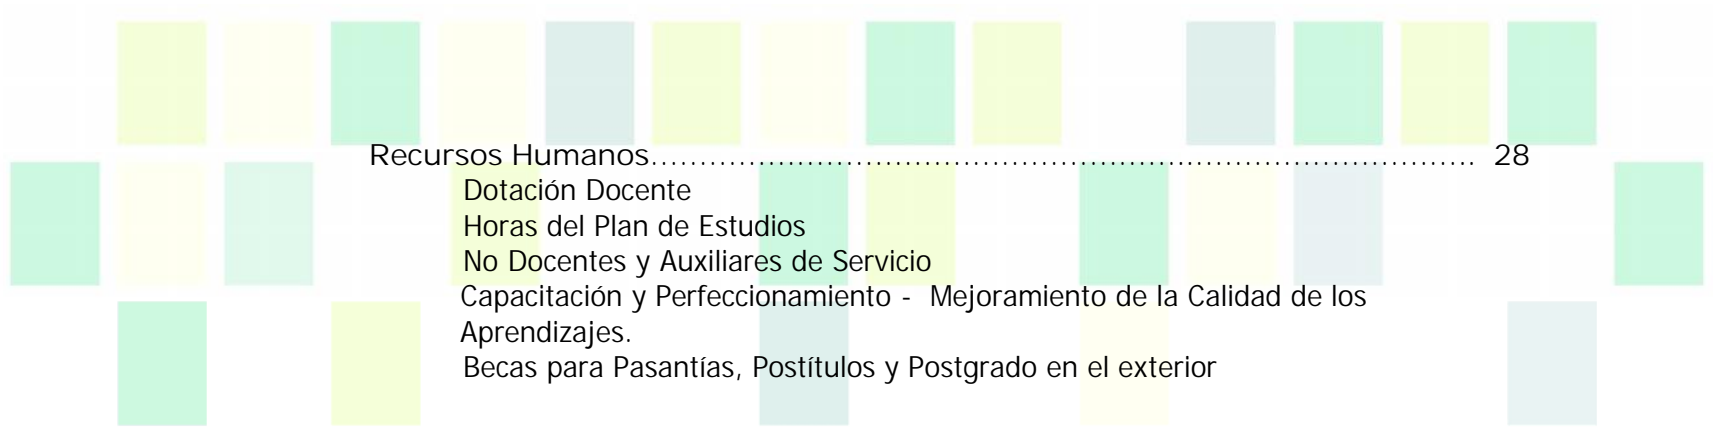 Recursos Humanos…………………………………………………………………………… 28
Dotación Docente
Horas del Plan de Estudios
No Docentes y Auxiliares de Servicio
Capacitación y Perfeccionamiento - Mejoramiento de la Calidad de los
Aprendizajes.
Becas para Pasantías, Postítulos y Postgrado en el exterior